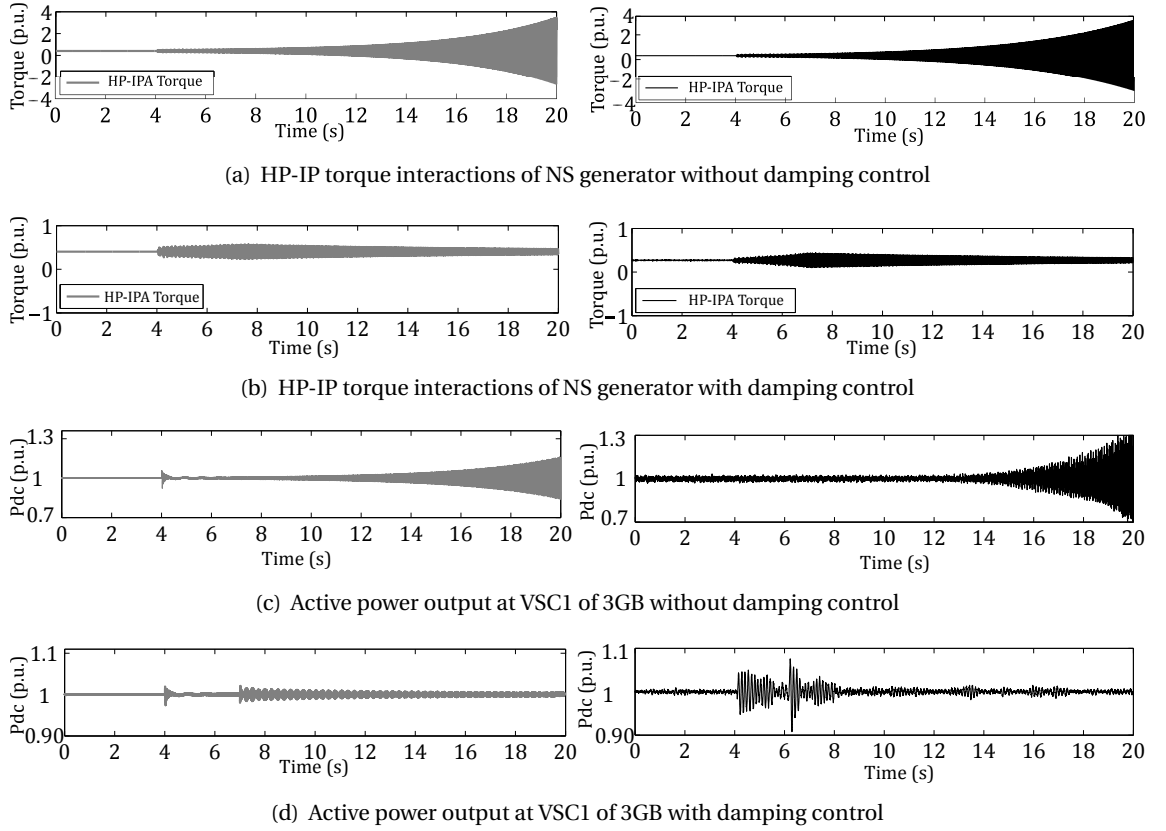 4
2
0
−2
−4
Torque (p.u.)
HP-IPA Torque
0 2 4 6 8 10 12 14 16 18 20
Time (s)
4
2
0
−2
−4
Torque (p.u.)
HP-IPA Torque
0 2 4 6 8 10 12 14 16 18 20
Time (s)
(a) HP-IP torque interactions of NS generator without damping control
1
0
−1
Torque (p.u.)
HP-IPA Torque
0 2 4 6 8 10 12 14 16 18 20
Time (s)
1
0
−1
Torque (p.u.)
HP-IPA Torque
0 2 4 6 8 10 12 14 16 18 20
Time (s)
(b) HP-IP torque interactions of NS generator with damping control
1.3
1
0.7
Pdc (p.u.)
0 2 4 6 8 10 12 14 16 18 20
Time (s)
1.3
1
0.7
Pdc (p.u.)
0 2 4 6 8 10 12 14 16 18 20
Time (s)
(c) Active power output at VSC1 of 3GB without damping control
1.1
1
0.90
Pdc (p.u.)
0 2 4 6 8 10 12 14 16 18 20
Time (s)
1.1
1
0.90
Pdc (p.u.)
0 2 4 6 8 10 12 14 16 18 20
Time (s)
(d) Active power output at VSC1 of 3GB with damping control